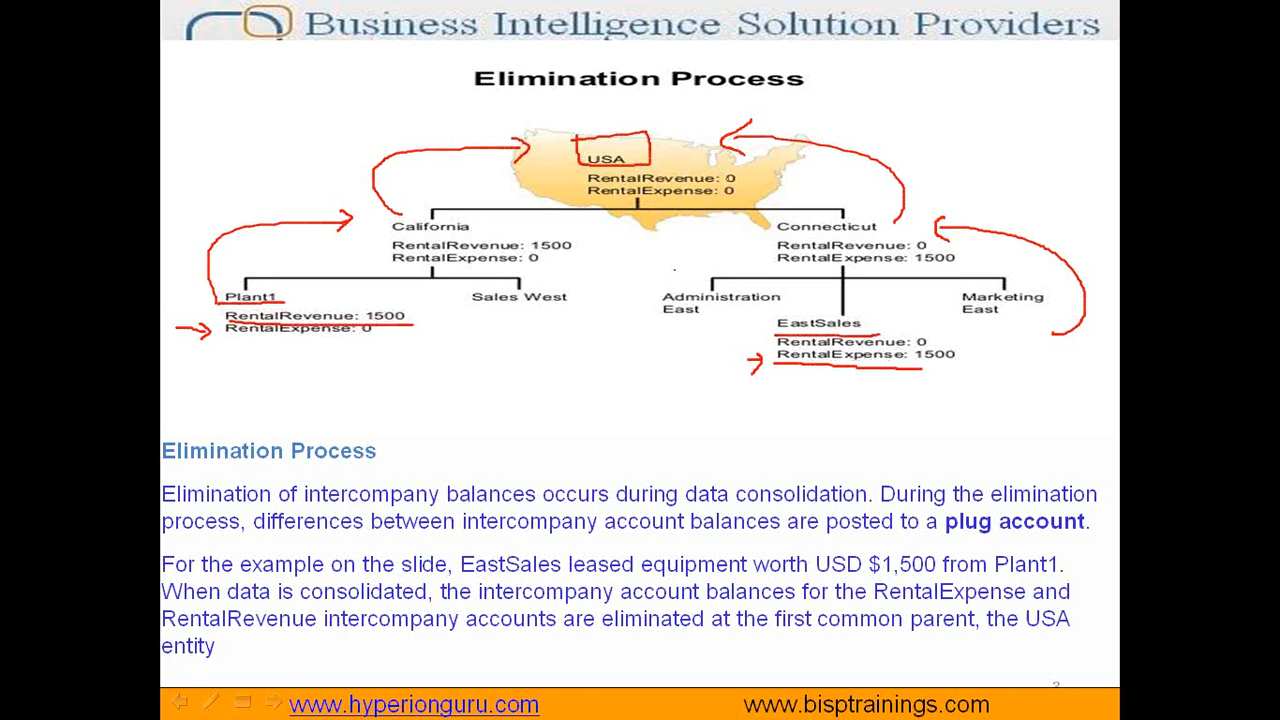 Business Intelligence Solution Providers
Elimination Process
USA
RentalRevenue: 0
RentalExpense: 0
California
RentalRevenue: 1500
RentalExpense: 0
Connecticut
RentalRevenue: 0
RentalExpense: 1500
Plant1
RentalRevenue: 1500
RentalExpense: 0
Sales West
Administration
East
EastSales
RentalRevenue: 0
RentalExpense: 1500
Marketing
East
Elimination Process
Elimination of intercompany balances occurs during data consolidation. During the elimination
process, differences between intercompany account balances are posted to a plug account.
For the example on the slide, EastSales leased equipment worth USD $1,500 from Plant1.
When data is consolidated, the intercompany account balances for the RentalExpense and
RentalRevenue intercompany accounts are eliminated at the first common parent, the USA
entity
3
www.hyperionguru.com
www.bisptrainings.com